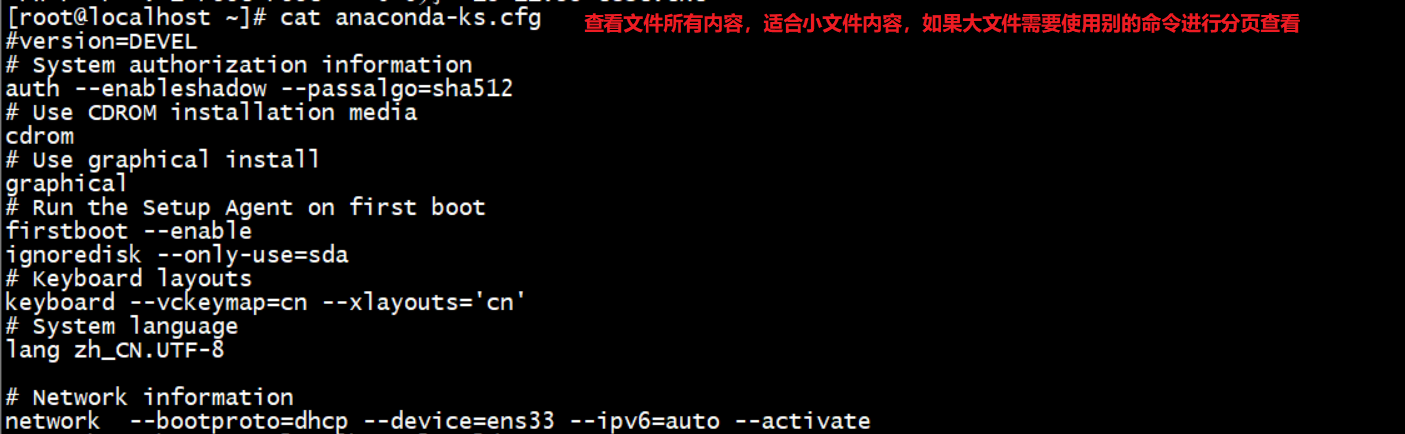 [root@localhost ~]# cat anaconda-ks.cfg 查看文件所有内容，适合小文件内容，如果大文件需要使用别的命令进行分页查看
#version=DEVEL
# System authorization information
auth --enableshadow --passalgo=sha512
# Use CDROM installation media
cdrom
# Use graphical install
graphical
# Run the Setup Agent on first boot
firstboot --enable
ignoredisk --only-use=sda
# Keyboard layouts
keyboard --vckeymap=cn --xlayouts='cn'
# System language
lang zh_CN.UTF-8

# Network information
network  --bootproto=dhcp --device=ens33 --ipv6=auto --activate